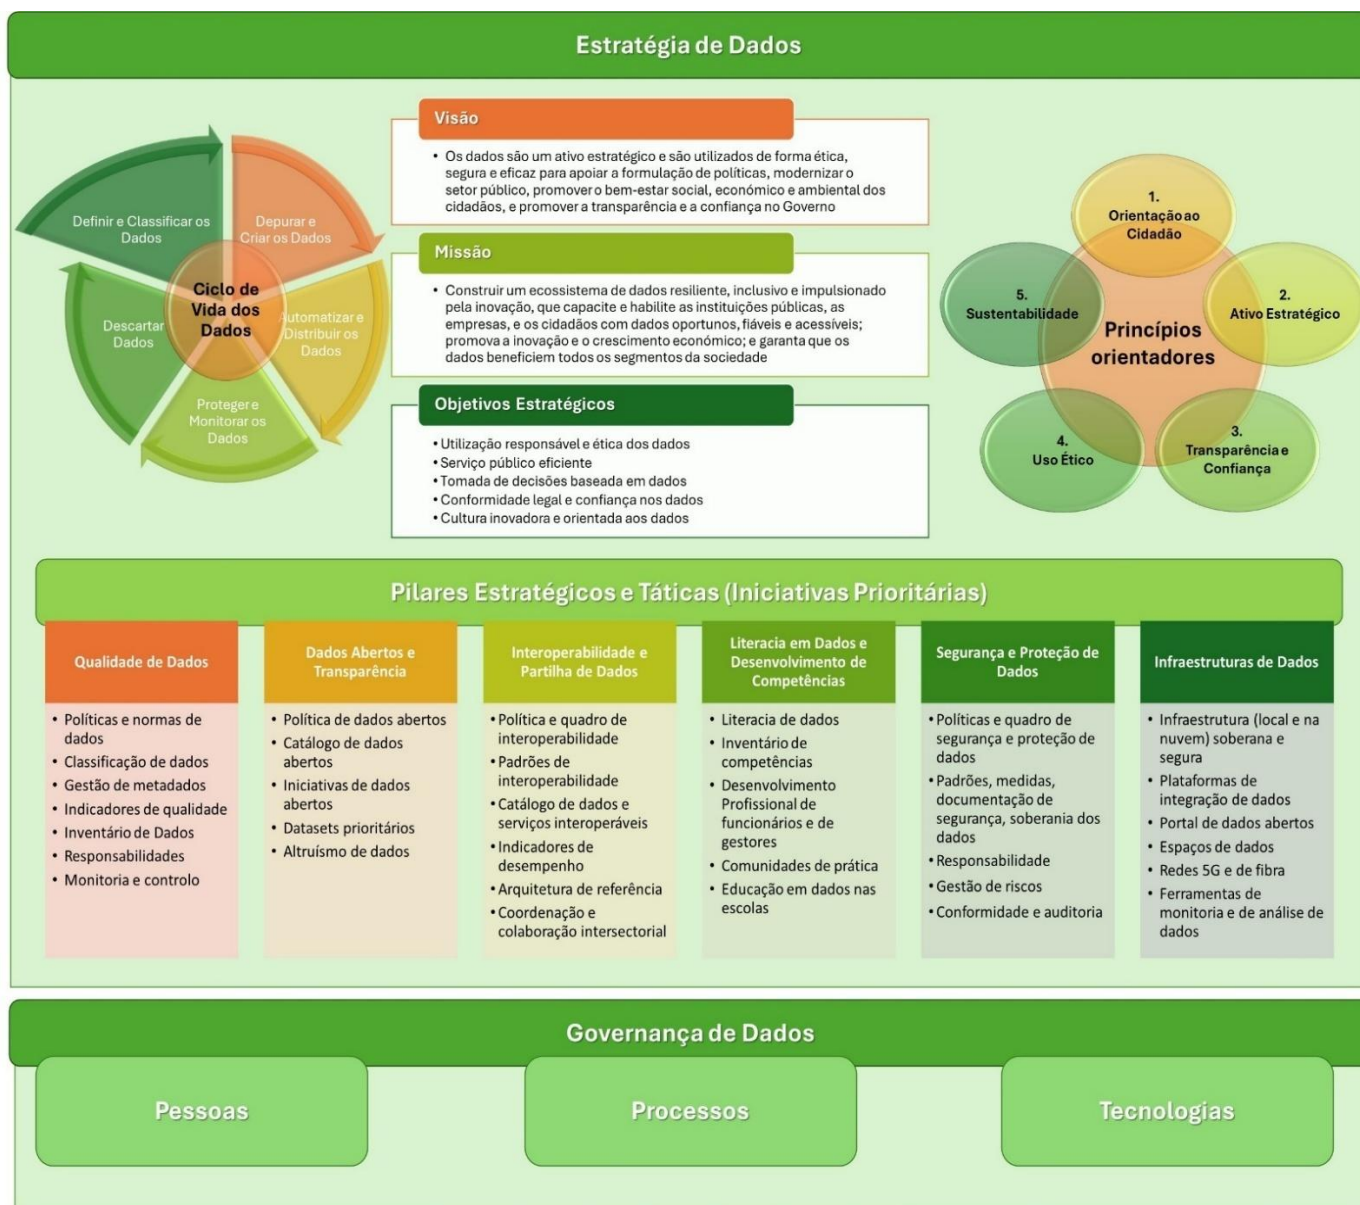 Estratégia de Dados
Definir e Classificar os
Dados
Depurar e
Criar os Dados
Automatizar e
Distribuir os
Dados
Proteger e
Monitorar os
Dados
Descartar
Dados
Ciclo de
Vida dos
Dados
Visão
• Os dados são um ativo estratégico e são utilizados de forma ética,
segura e eficaz para apoiar a formulação de políticas, modernizar o
setor público, promover o bem-estar social, económico e ambiental dos
cidadãos, e promover a transparência e a confiança no Governo
Missão
• Construir um ecossistema de dados resiliente, inclusivo e impulsionado
pela inovação, que capacite e habilite as instituições públicas, as
empresas, e os cidadãos com dados oportunos, fiáveis e acessíveis;
promova a inovação e o crescimento económico; e garanta que os
dados beneficiem todos os segmentos da sociedade
Objetivos Estratégicos
• Utilização responsável e ética dos dados
• Serviço público eficiente
• Tomada de decisões baseada em dados
• Conformidade legal e confiança nos dados
• Cultura inovadora e orientada aos dados
1.
Orientação ao
Cidadão
2.
Ativo Estratégico
3.
Transparência e
Confiança
4.
Uso Ético
5.
Sustentabilidade
Princípios
orientadores
Pilares Estratégicos e Táticas (Iniciativas Prioritárias)
Qualidade de Dados
• Políticas e normas de
dados
• Classificação de dados
• Gestão de metadados
• Indicadores de qualidade
• Inventário de Dados
• Responsabilidades
• Monitoria e controlo
Dados Abertos e
Transparência
• Política de dados abertos
• Catálogo de dados
abertos
• Iniciativas de dados
abertos
• Datasets prioritários
• Altruísmo de dados
Interoperabilidade e
Partilha de Dados
• Política e quadro de
interoperabilidade
• Padrões de
interoperabilidade
• Catálogo de dados e
serviços interoperáveis
• Indicadores de
desempenho
• Arquitetura de referência
• Coordenação e
colaboração intersectorial
Literacia em Dados e
Desenvolvimento de
Competências
• Literacia de dados
• Inventário de
competências
• Desenvolvimento
Profissional de
funcionários e de
gestores
• Comunidades de prática
• Educação em dados nas
escolas
Segurança e Proteção de
Dados
• Políticas e quadro de
segurança e proteção de
dados
• Padrões, medidas,
documentação de
segurança, soberania dos
dados
• Responsabilidade
• Gestão de riscos
• Conformidade e auditoria
Infraestruturas de Dados
• Infraestrutura (local e na
nuvem) soberana e
segura
• Plataformas de
integração de dados
• Portal de dados abertos
• Espaços de dados
• Redes 5G e de fibra
• Ferramentas de
monitoria e de análise de
dados
Governança de Dados
Pessoas
Processos
Tecnologias